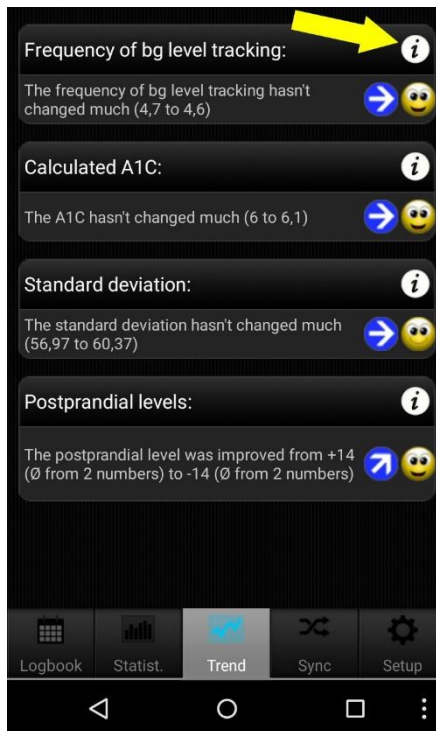 Frequency of bg level tracking:
i
The frequency of bg level tracking hasn't
changed much (4,7 to 4,6)
Calculated A1C:
i
The A1C hasn't changed much (6 to 6,1)
Standard deviation:
i
The standard deviation hasn't changed much
(56,97 to 60,37)
Postprandial levels:
i
The postprandial level was improved from +14
(Ø from 2 numbers) to -14 (Ø from 2 numbers)
Logbook
Statist.
Trend
Sync
Setup